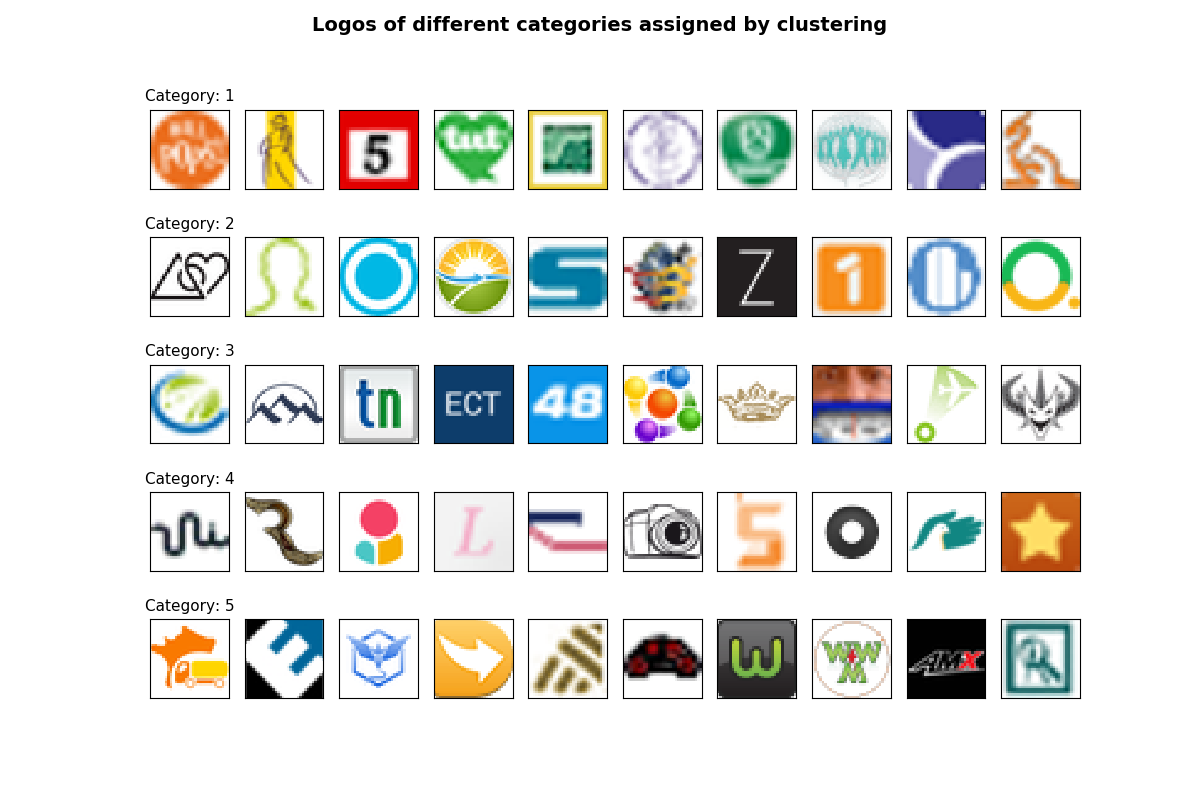 Logos of different categories assigned by clustering
Category: 1
5
tut
Category: 2
Z
1
Category: 3
tn
ECT
48
Category: 4
L
5
Category: 5
W
WWM
AMX